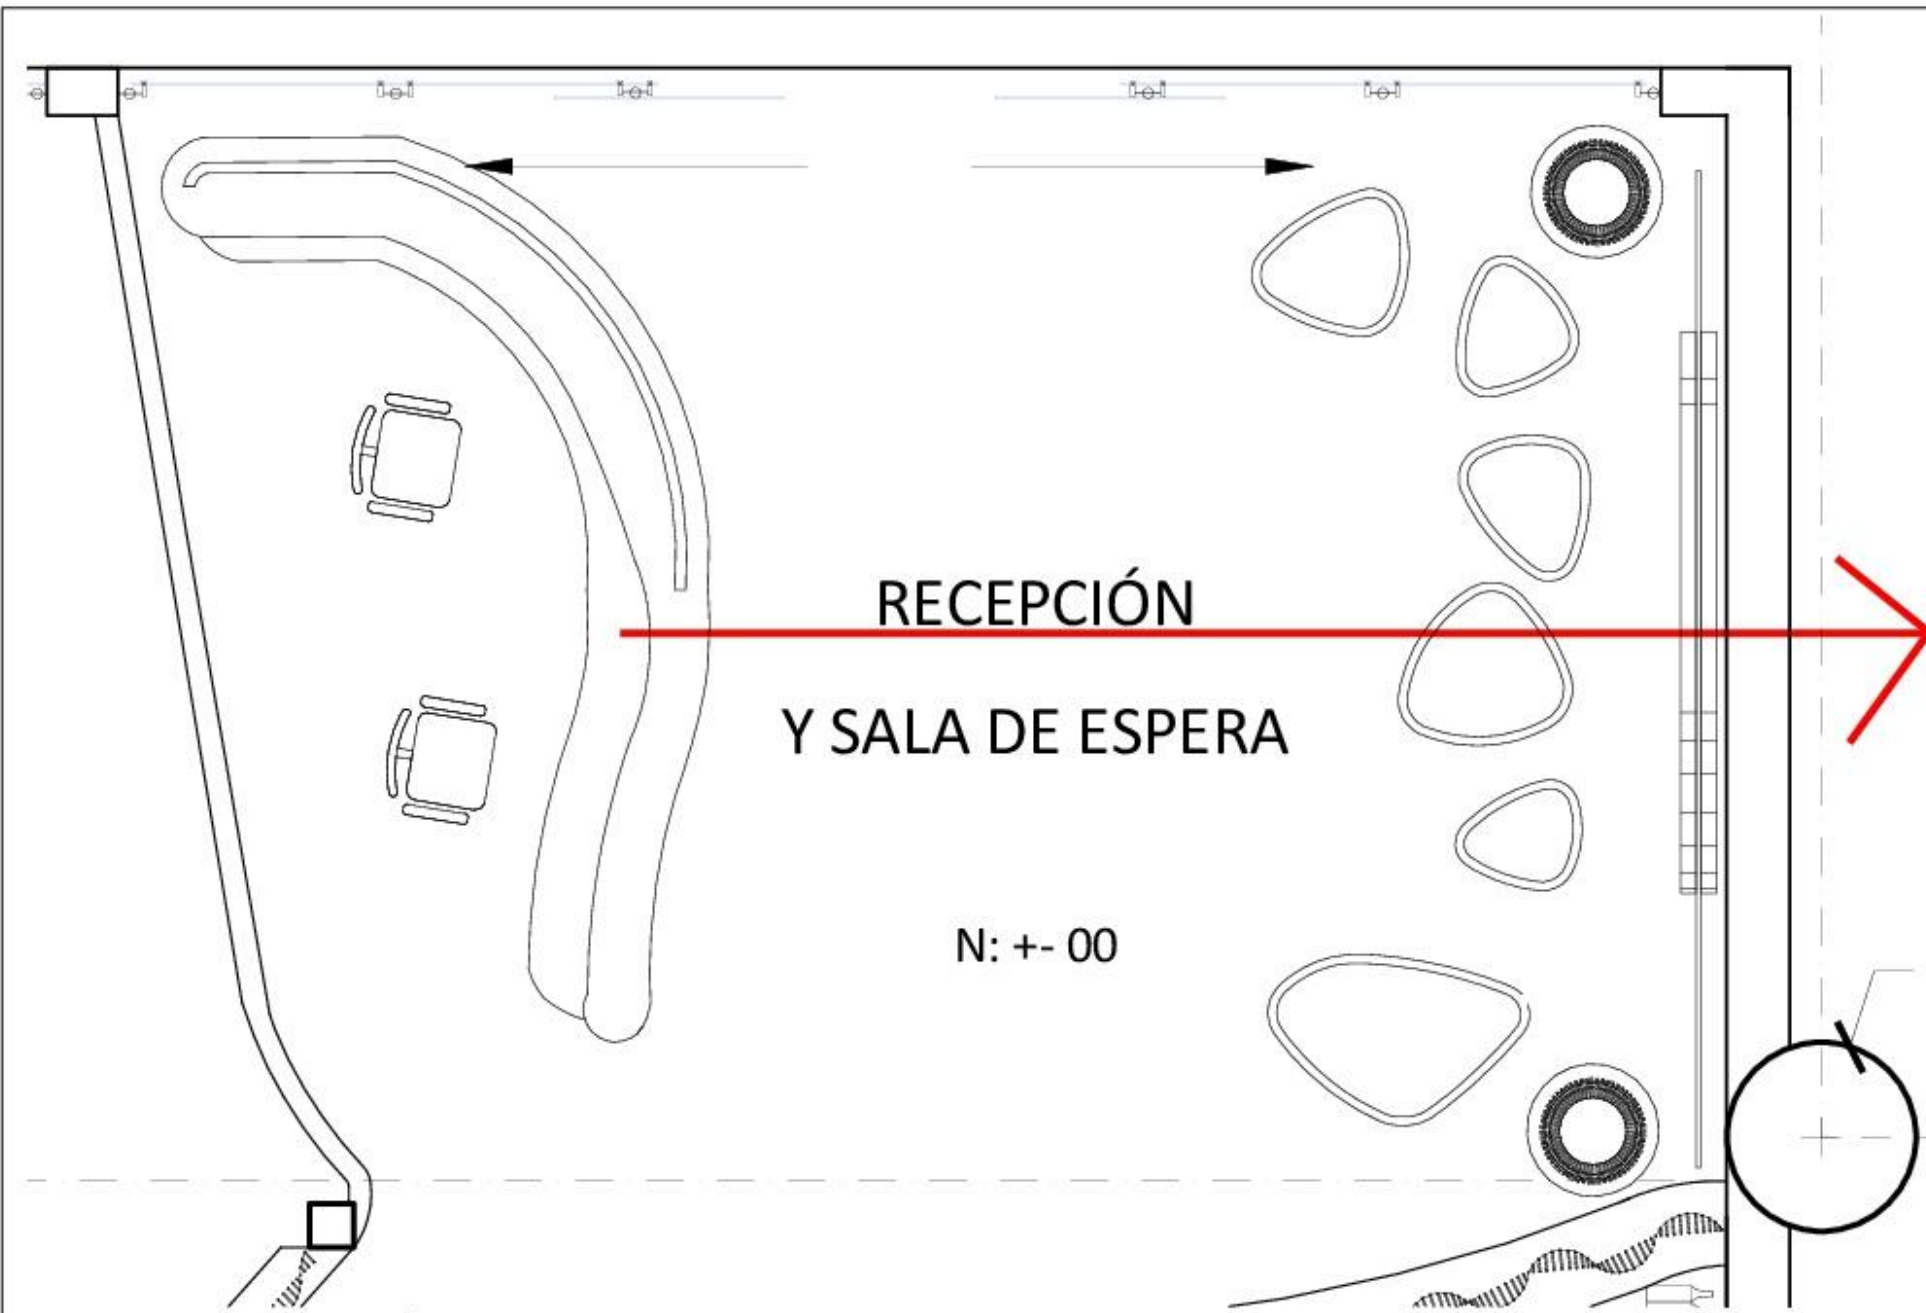 RECEPCIÓN
Y SALA DE ESPERA
N: +- 00